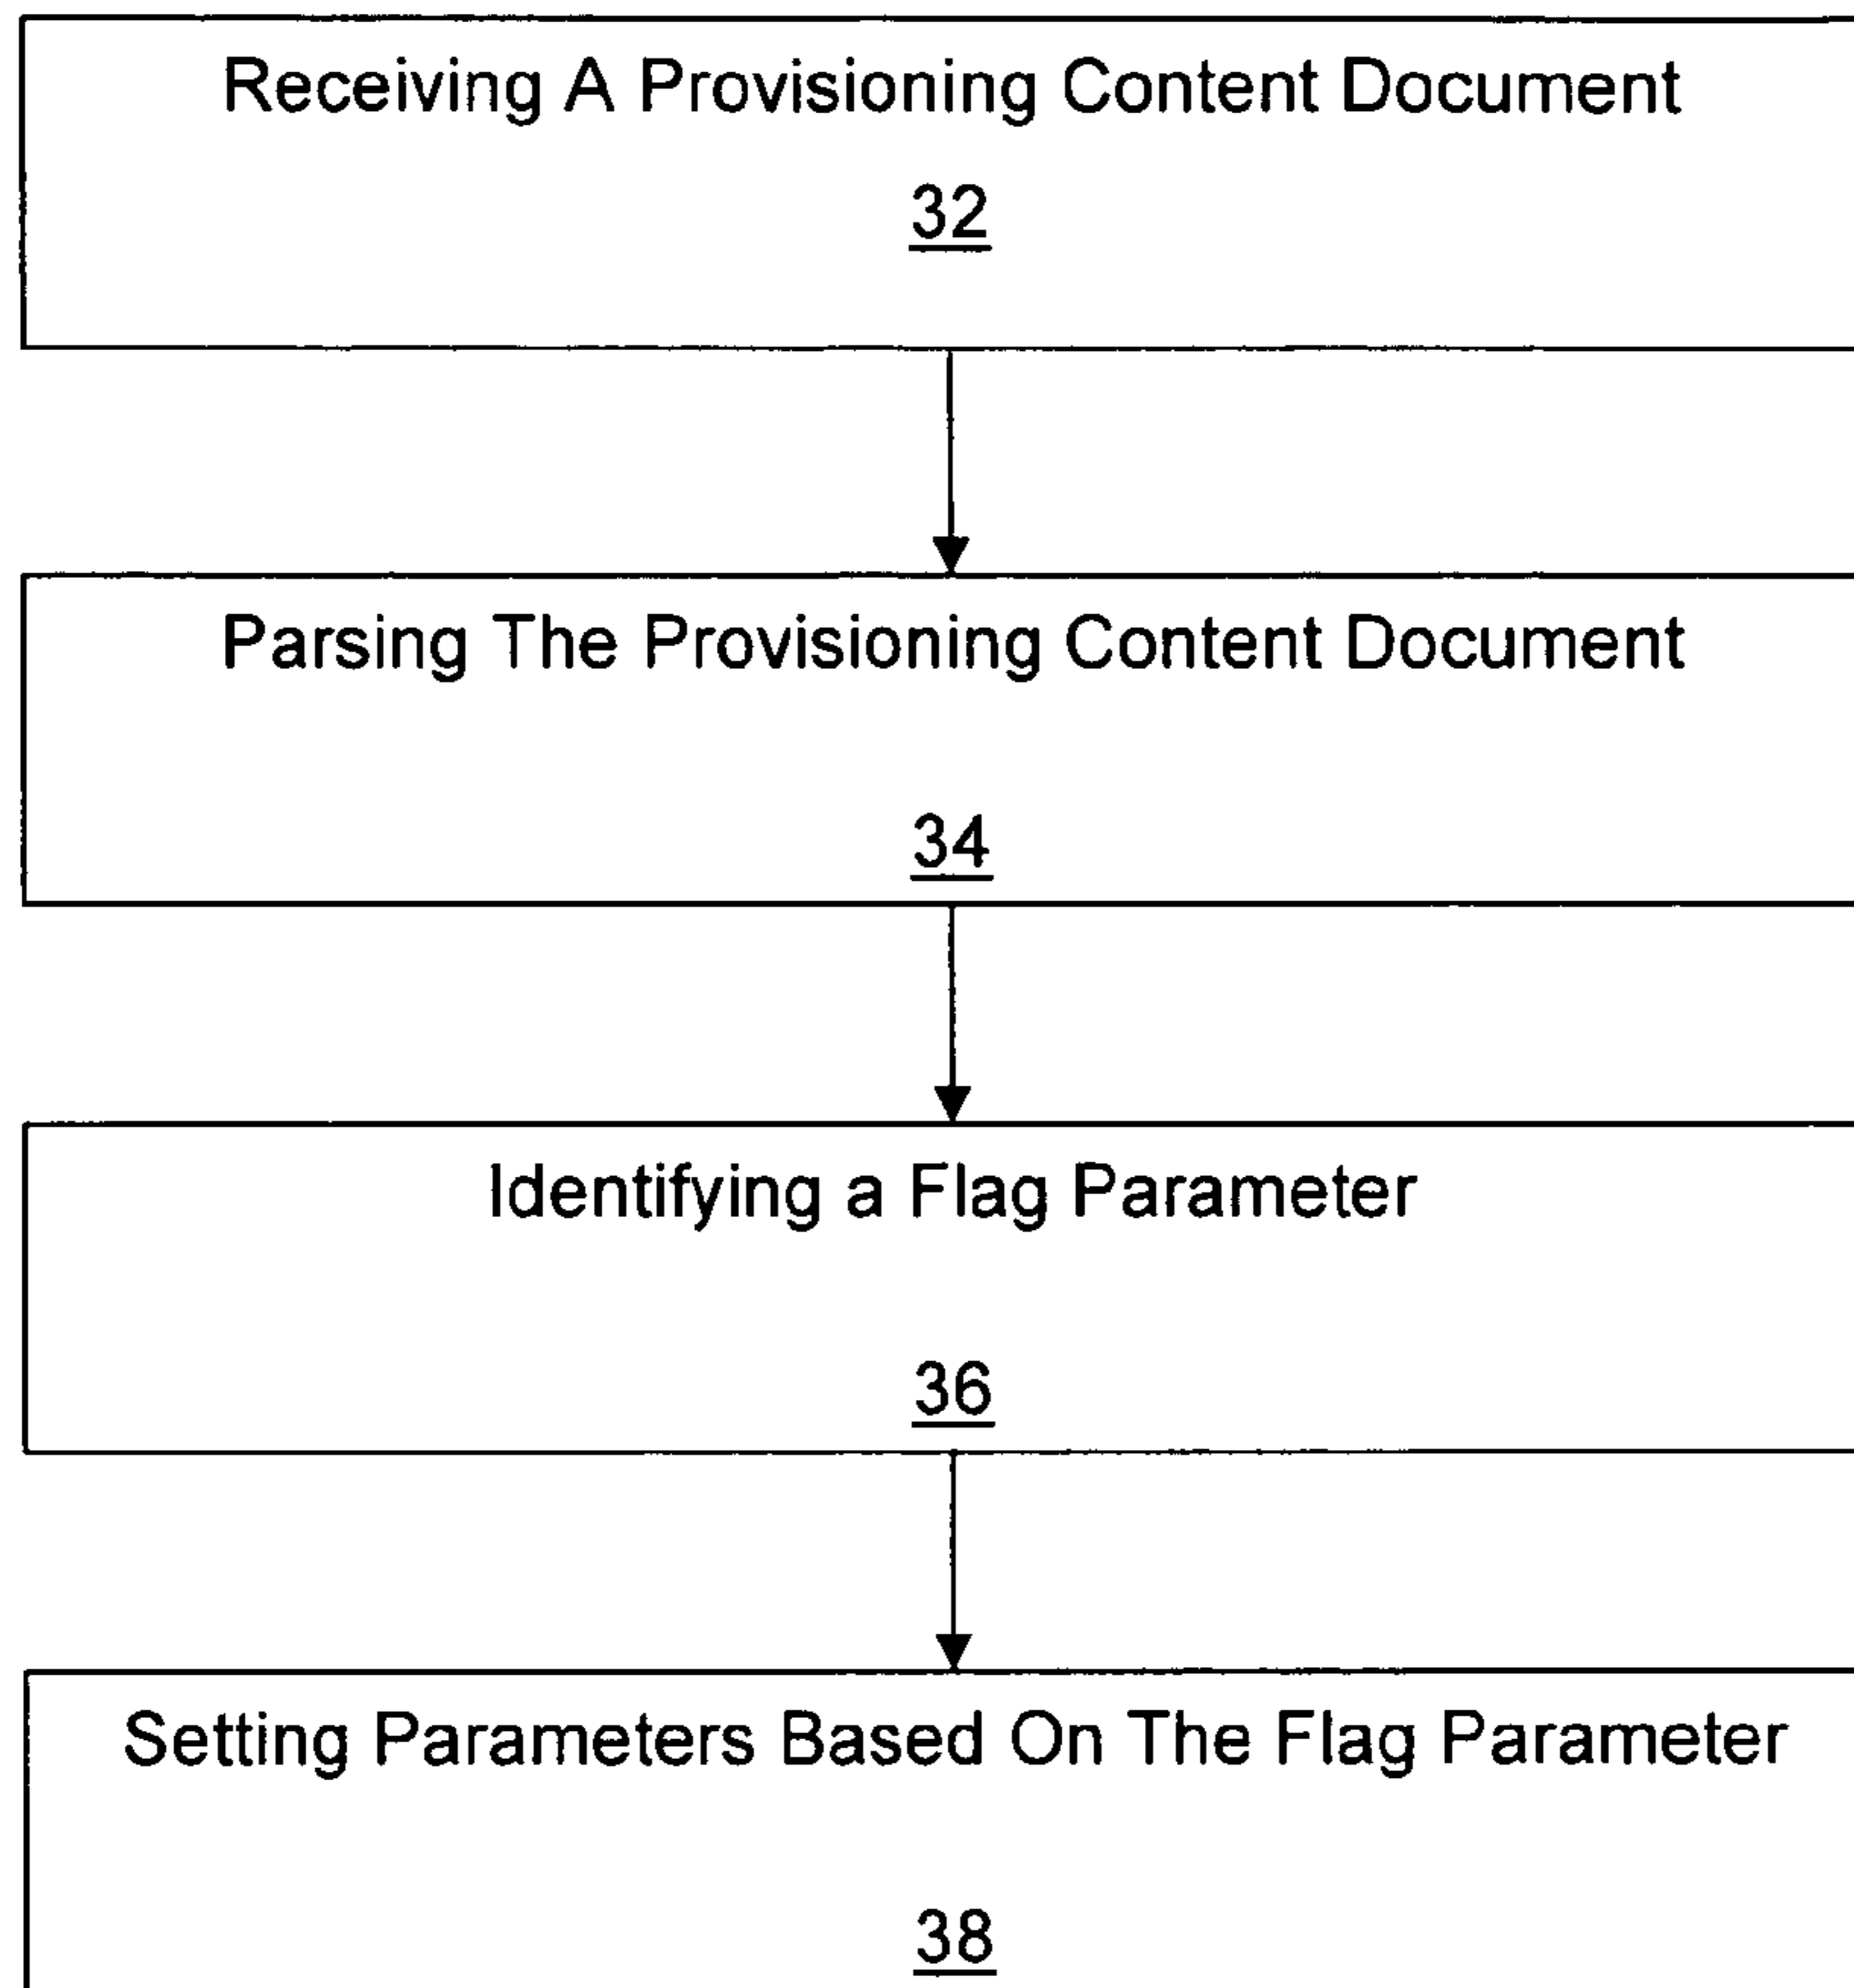 Receiving A Provisioning Content Document
32
Parsing The Provisioning Content Document
34
Identifying a Flag Parameter
36
Setting Parameters Based On The Flag Parameter
38